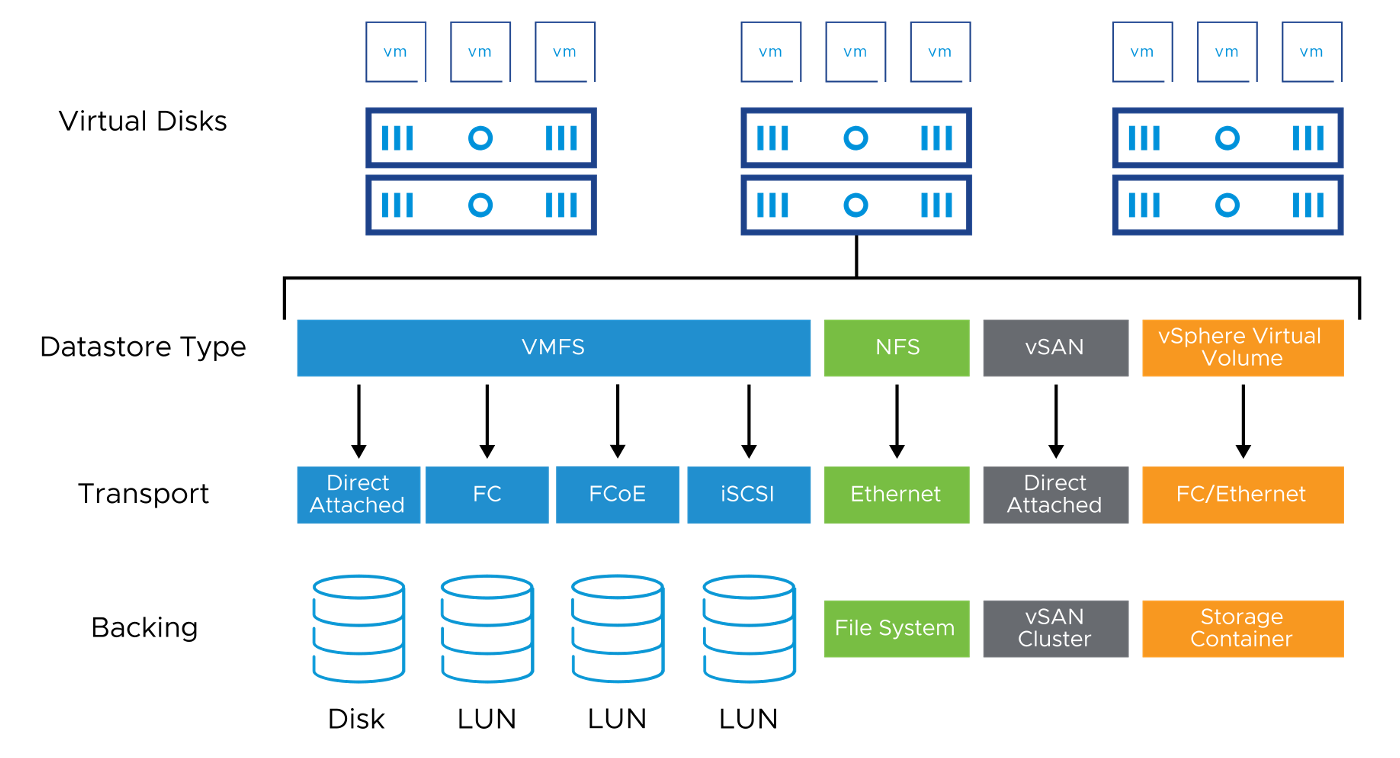 vm vm vm vm vm vm vm vm vm
Virtual Disks
Datastore Type
VMFS
NFS
vSAN
vSphere Virtual
Volume
Transport
Direct
Attached
FC
FCoE
iSCSI
Ethernet
Direct
Attached
FC/Ethernet
Backing
File System
vSAN
Cluster
Storage
Container
Disk
LUN
LUN
LUN